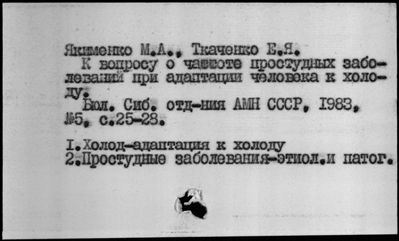 Якименко М.А., Ткаченко Е.Я.
К вопросу о частоте простудных забо-
леваний при адаптации человека к холо-
ду.
Бюл. Сиб. отд-ния АМН СССР, 1983,
№5, с.25-28.
1.Холод-адаптация к холоду
2.Простудные заболевания-этиол.и патог.